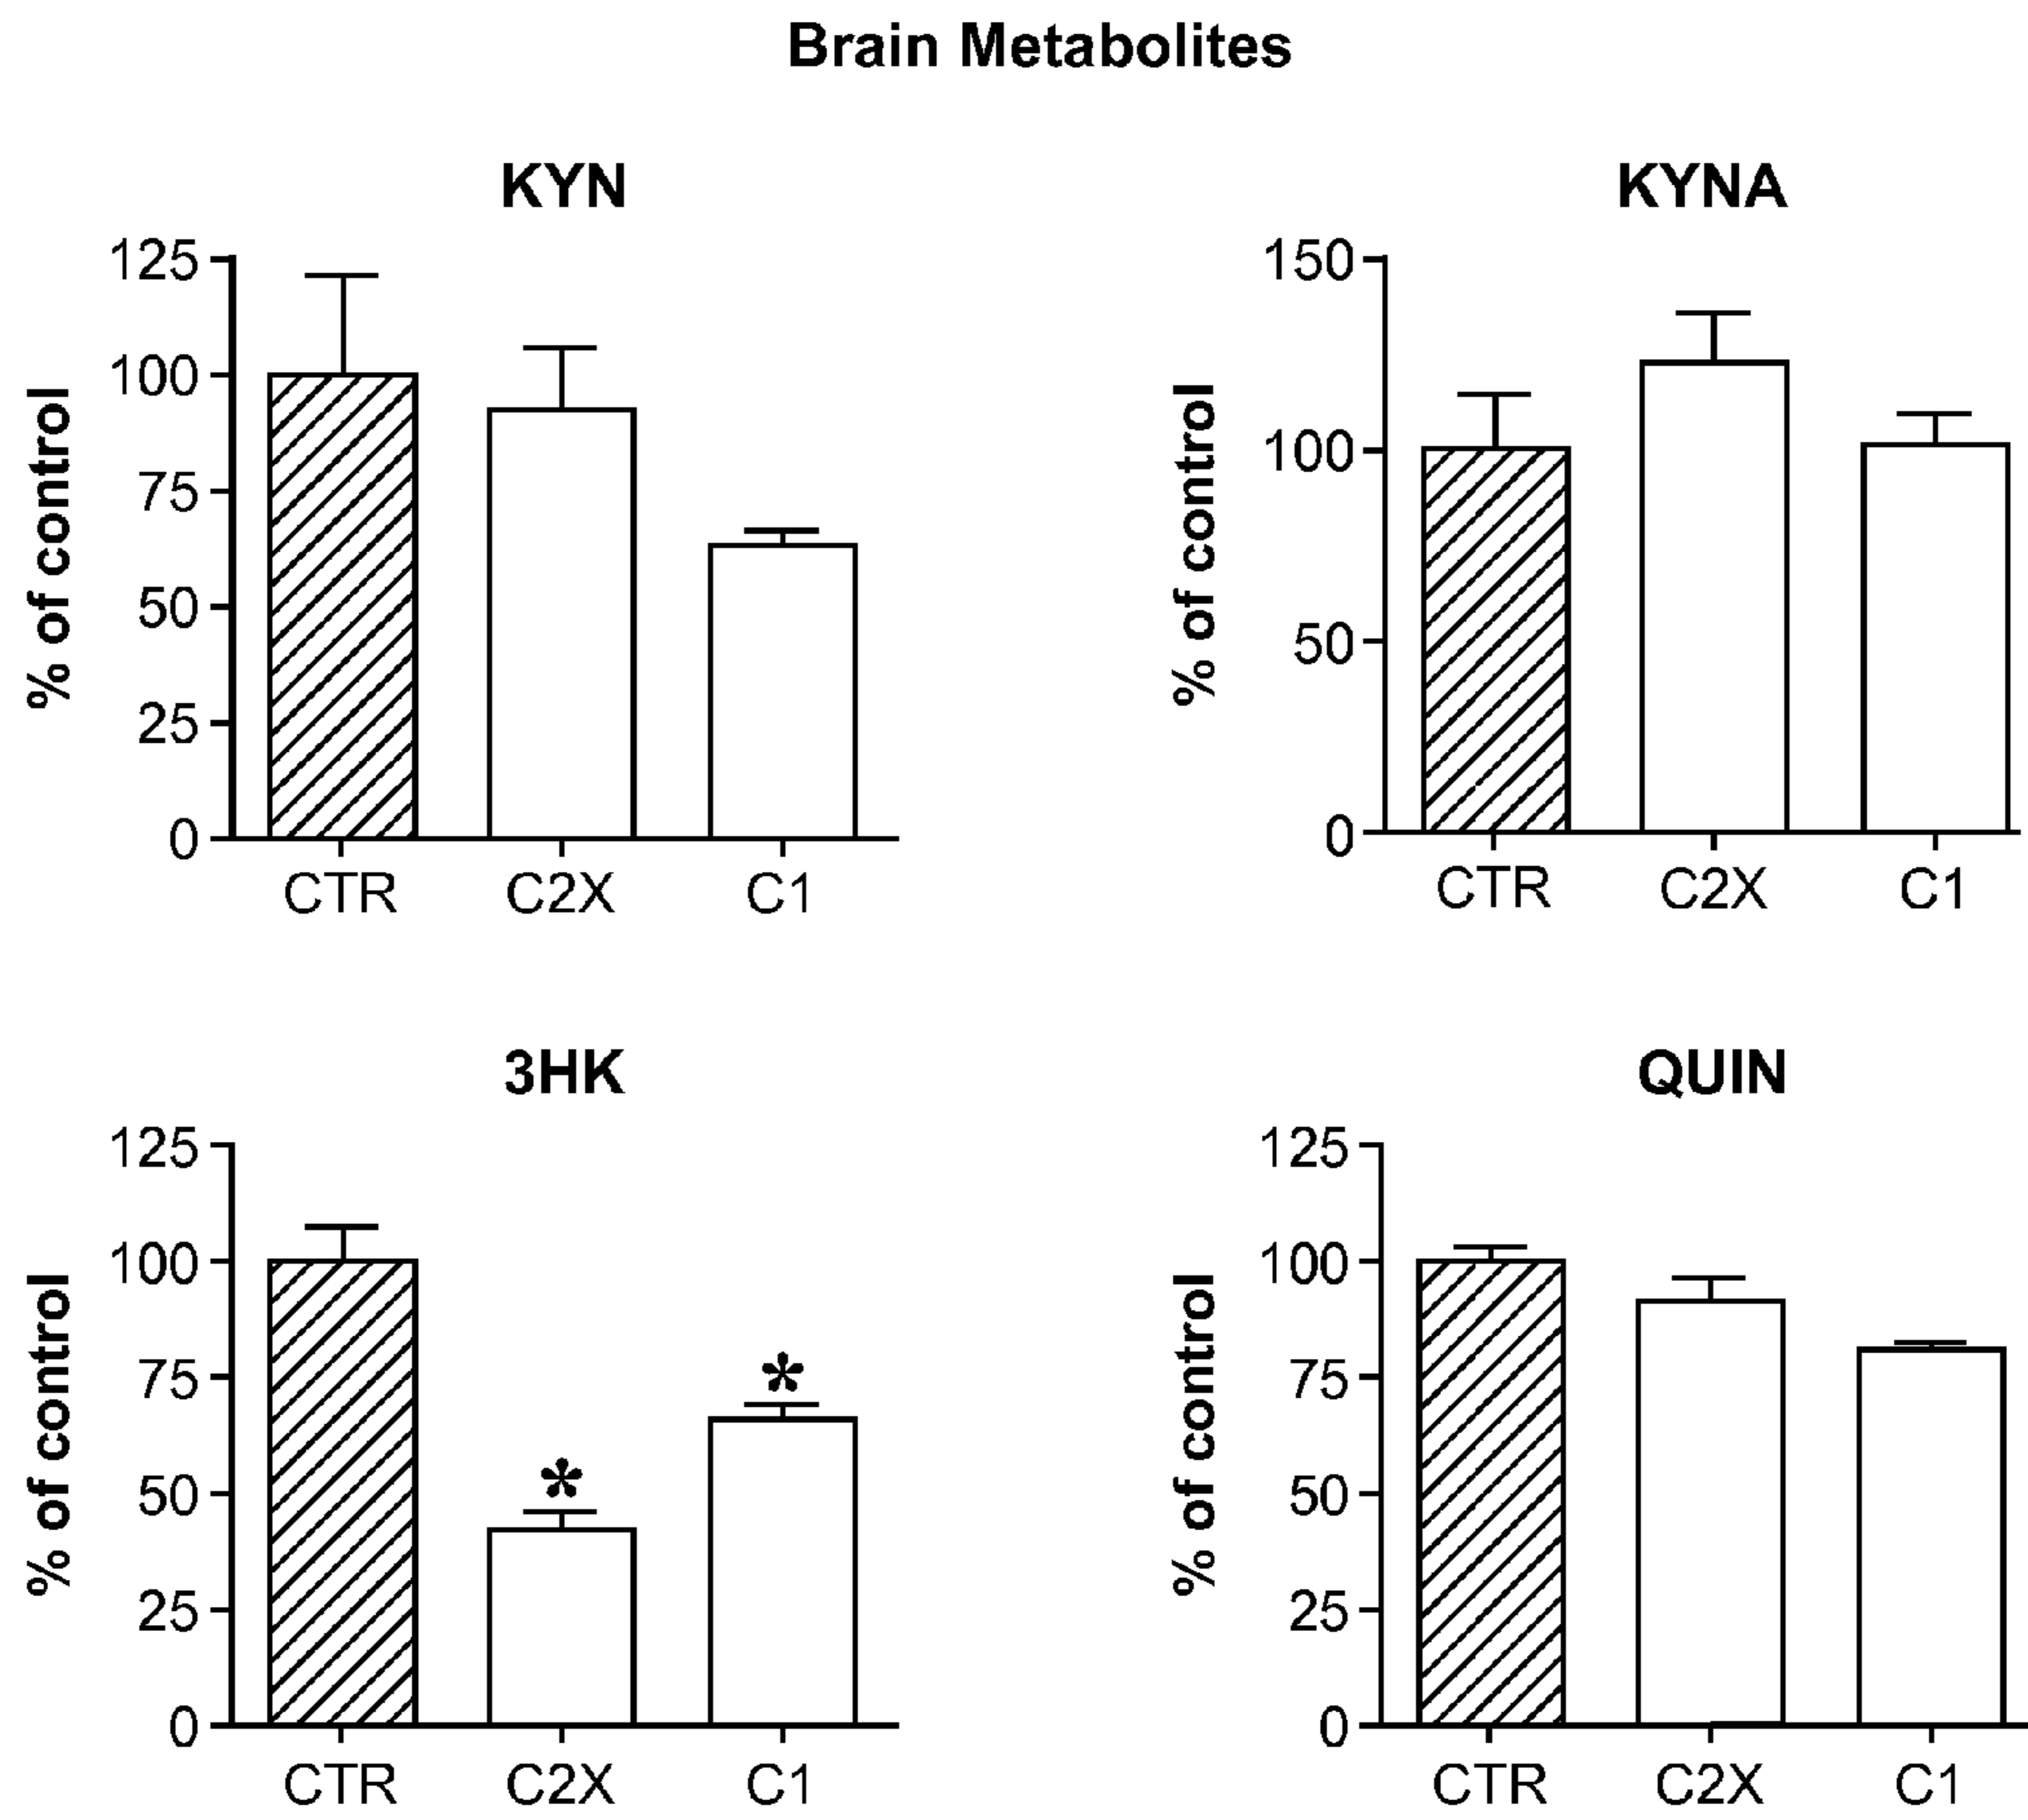 Brain Metabolites
KYN
125
100
75
50
25
0
% of control
CTR C2X C1
KYNA
150
100
50
0
% of control
CTR C2X C1
3HK
125
100
75
50
25
0
% of control
*
*
CTR C2X C1
QUIN
125
100
75
50
25
0
% of control
CTR C2X C1